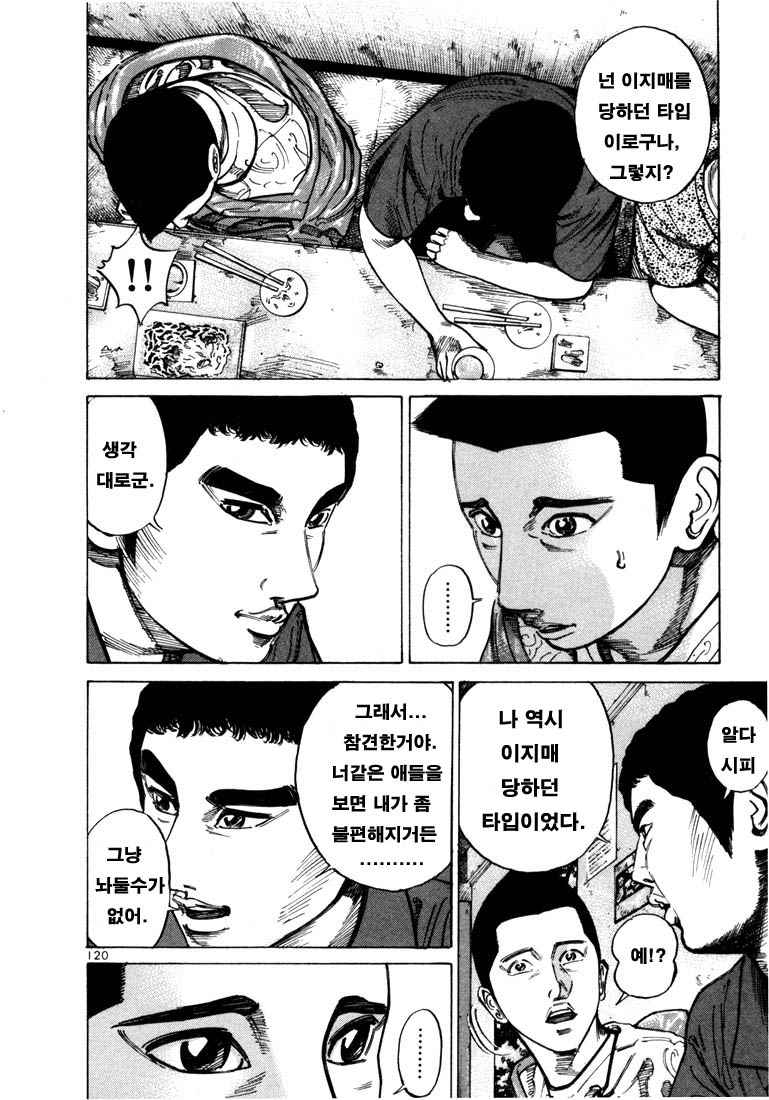 넌 이지매를
당하던 타입
이로구나,
그렇지?
!!
생각
대로군.
………
그래서…
참견한거야.
너같은 애들을
보면 내가 좀
불편해지거든
…………
그냥
놔둘수가
없어.
알다
시피
나 역시
이지매
당하던
타입이었다.
예!?
120
………